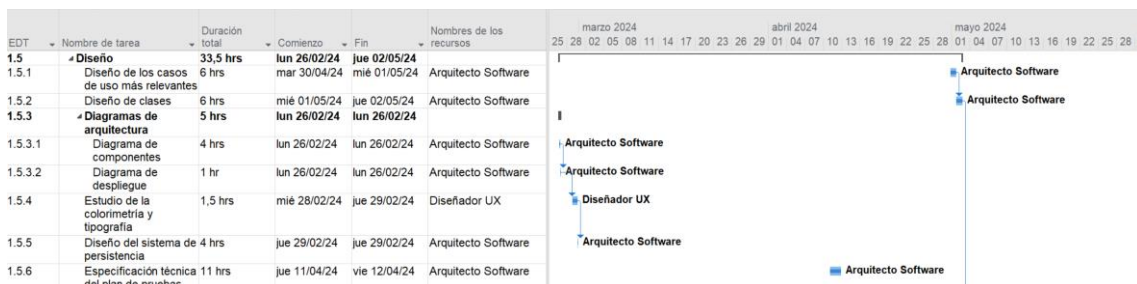 marzo 2024 abril 2024 mayo 2024
Duración Nombres de los
EDT Nombre de tarea total Comienzo Fin recursos 25 28 02 05 08 11 14 17 20 23 26 29 01 04 07 10 13 16 19 22 25 28 01 04 07 10 13 16 19 22 25 28
1.5 Diseño 33,5 hrs lun 26/02/24 jue 02/05/24
1.5.1 Diseño de los casos 6 hrs mar 30/04/24 mié 01/05/24 Arquitecto Software Arquitecto Software
de uso más relevantes
1.5.2 Diseño de clases 6 hrs mié 01/05/24 jue 02/05/24 Arquitecto Software Arquitecto Software
1.5.3 Diagramas de 5 hrs lun 26/02/24 lun 26/02/24
arquitectura
1.5.3.1 Diagrama de 4 hrs lun 26/02/24 lun 26/02/24 Arquitecto Software Arquitecto Software
componentes
1.5.3.2 Diagrama de 1 hr lun 26/02/24 lun 26/02/24 Arquitecto Software Arquitecto Software
despliegue
1.5.4 Estudio de la 1,5 hrs mié 28/02/24 jue 29/02/24 Diseñador UX Diseñador UX
colorimetría y
tipografía
1.5.5 Diseño del sistema de 4 hrs jue 29/02/24 jue 29/02/24 Arquitecto Software Arquitecto Software
persistencia
1.5.6 Especificación técnica 11 hrs jue 11/04/24 vie 12/04/24 Arquitecto Software Arquitecto Software
del plan de pruebas